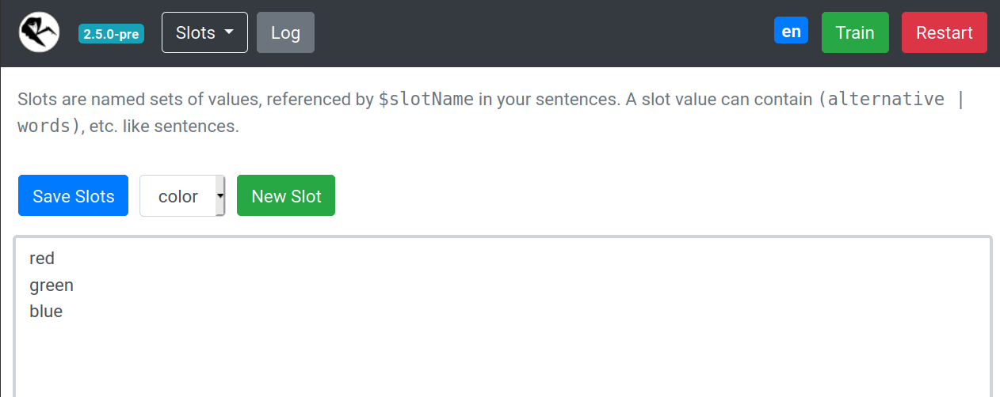 2.5.0-pre Slots Log en Train Restart
Slots are named sets of values, referenced by $slotName in your sentences. A slot value can contain (alternative |
words), etc. like sentences.
Save Slots color New Slot
red
green
blue